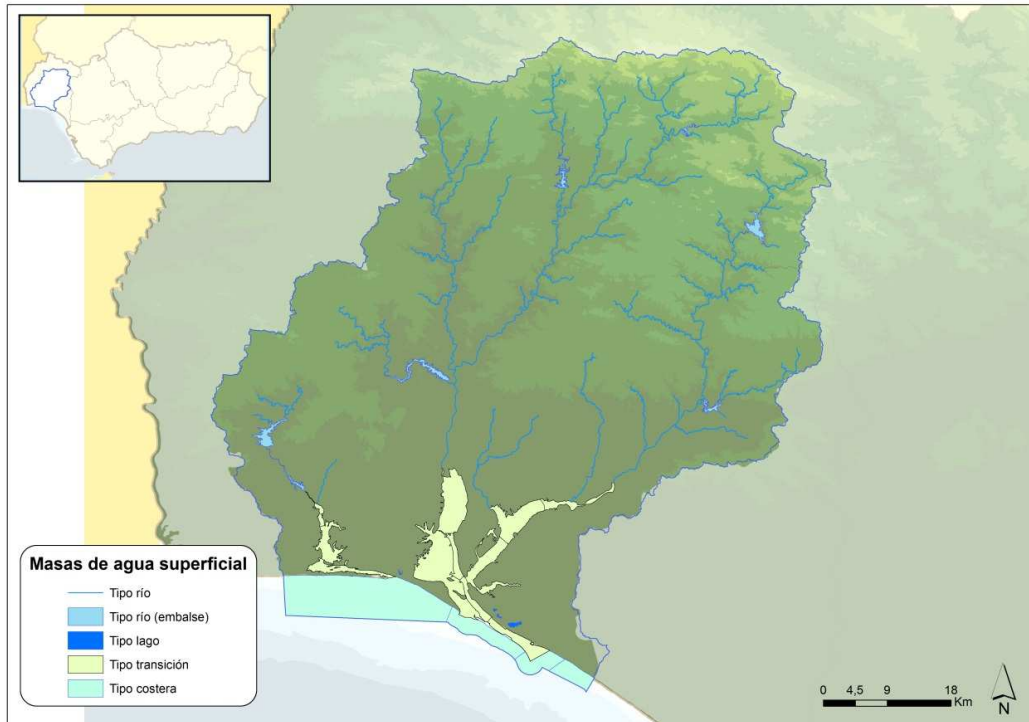 Masas de agua superficial
Tipo río
Tipo río (embalse)
Tipo lago
Tipo transición
Tipo costera
0 4,5 9 18
Km
N